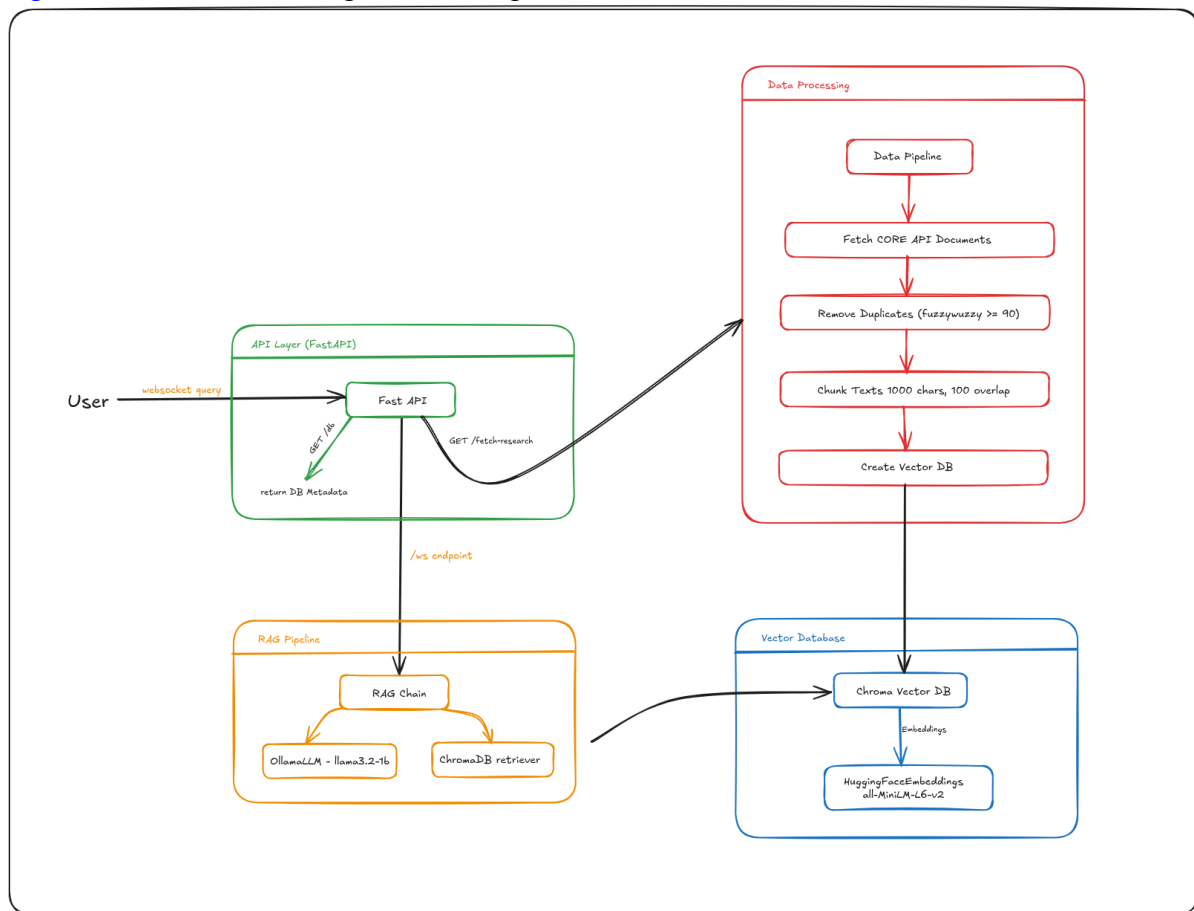 Data Processing
Data Pipeline
Fetch CORE API Documents
Remove Duplicates (fuzzywuzzy >= 90)
Chunk Texts 1000 chars, 100 overlap
Create Vector DB
API Layer (FastAPI)
User
websocket query
Fast API
GET /db
GET /fetch-research
return DB Metadata
/ws endpoint
RAG Pipeline
RAG Chain
OllamaLLM - llama3.2-1b
ChromaDB retriever
Vector Database
Chroma Vector DB
Embeddings
HuggingFaceEmbeddings
all-MiniLM-L6-v2